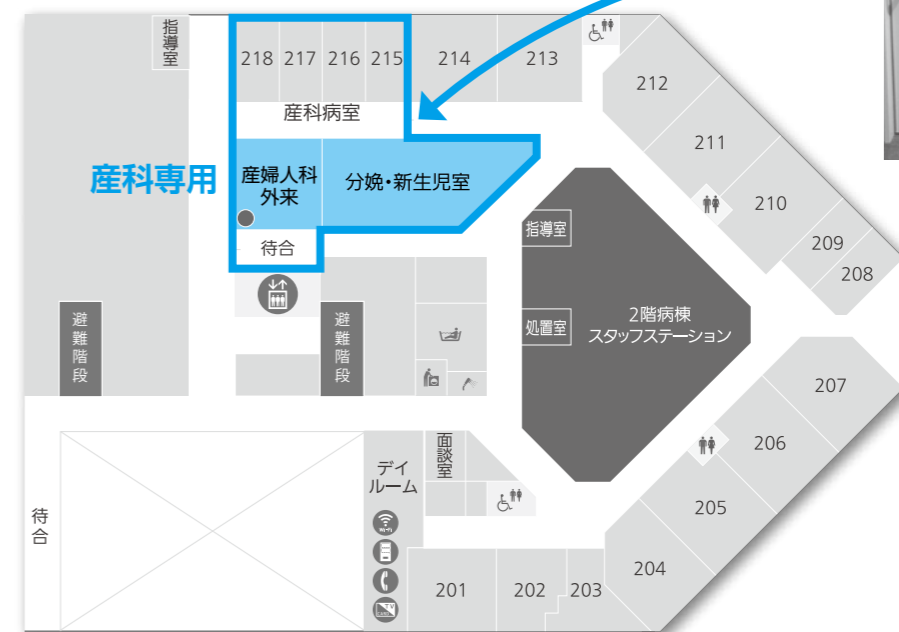 指導室
218
217
216
215
214
213
212
211
210
209
208
産科病室
産科専用
産婦人科
外来
分娩・新生児室
待合
指導室
処置室
2階病棟
スタッフステーション
避難階段
避難階段
207
206
205
204
203
202
201
面談室
デイ
ルーム
Wi-Fi
待合